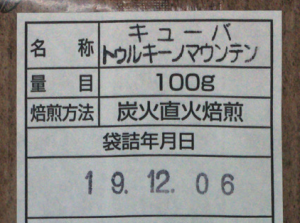 名称 キューバ
トゥルキーノマウンテン
量目 100g
焙煎方法 炭火直火焙煎
袋詰年月日
19.12.06